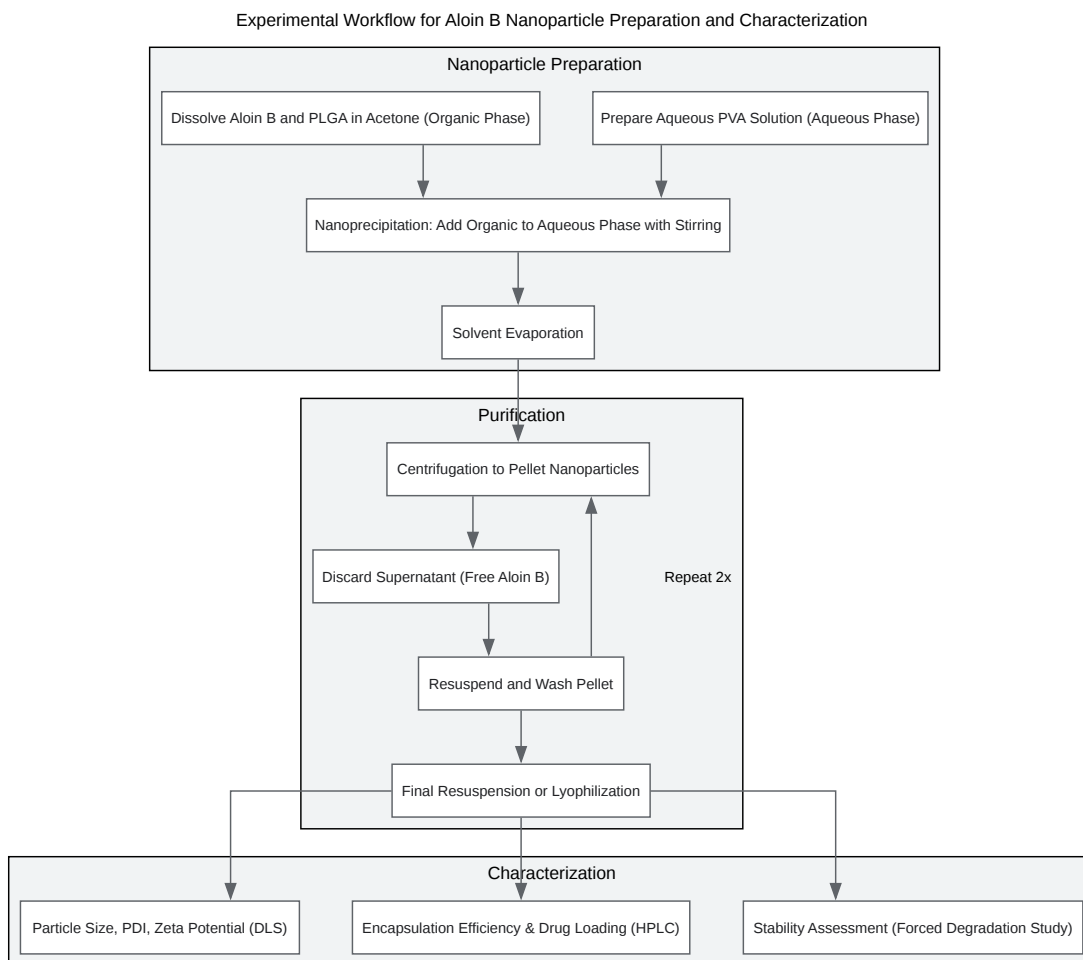 Experimental Workflow for Aloin B Nanoparticle Preparation and Characterization
Nanoparticle Preparation
Dissolve Aloin B and PLGA in Acetone (Organic Phase)
Prepare Aqueous PVA Solution (Aqueous Phase)
Nanoprecipitation: Add Organic to Aqueous Phase with Stirring
Solvent Evaporation
Purification
Centrifugation to Pellet Nanoparticles
Discard Supernatant (Free Aloin B)
Repeat 2x
Resuspend and Wash Pellet
Final Resuspension or Lyophilization
Characterization
Particle Size, PDI, Zeta Potential (DLS)
Encapsulation Efficiency & Drug Loading (HPLC)
Stability Assessment (Forced Degradation Study)